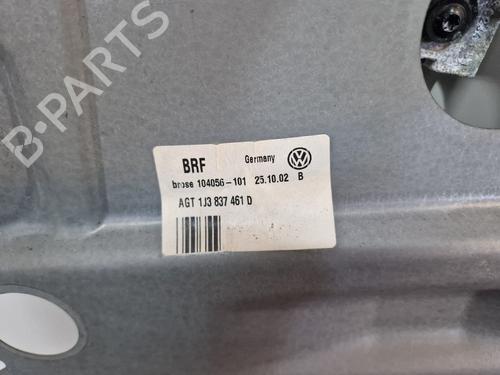 B-PARTS
BRF Germany
brose 104056-101 25.10.02 B
AGT 1J3 837 461 D